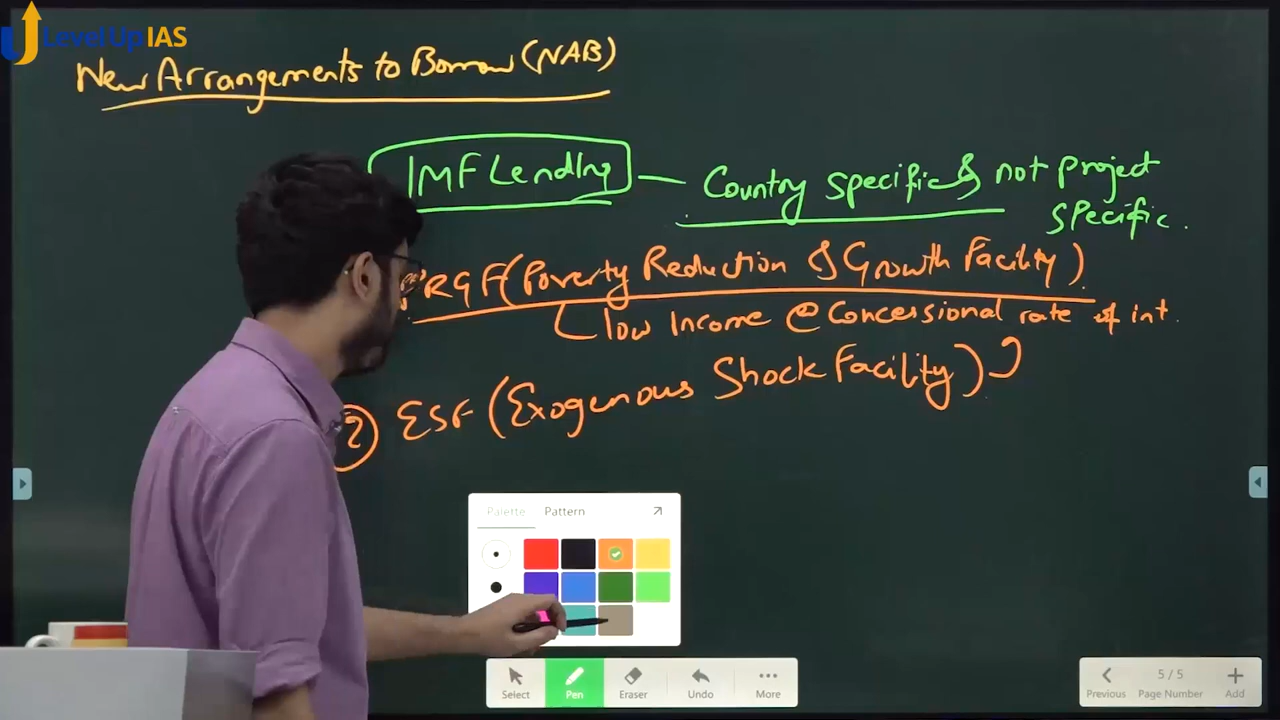 Level Up IAS
New Arrangements to Borrow (NAB)
IMF Lending — Country specific & not project
specific.
PRGF (Poverty Reduction & Growth Facility)
low Income @ Concessional rate of int.
② ESF (Exogenous Shock Facility)
Palette Pattern
Select Pen Eraser Undo More
Previous 5 / 5 Page Number Add